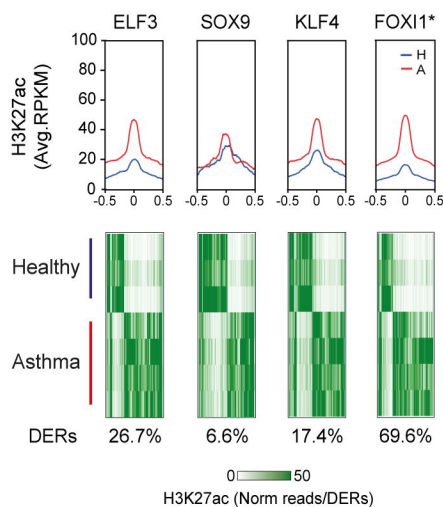 ELF3 SOX9 KLF4 FOXI1*
H3K27ac
(Avg.RPKM)
100
80
60
40
20
0
H
A
-0.5 0 0.5 -0.5 0 0.5 -0.5 0 0.5 -0.5 0 0.5
Healthy
Asthma
DERs 26.7% 6.6% 17.4% 69.6%
0 50
H3K27ac (Norm reads/DERs)